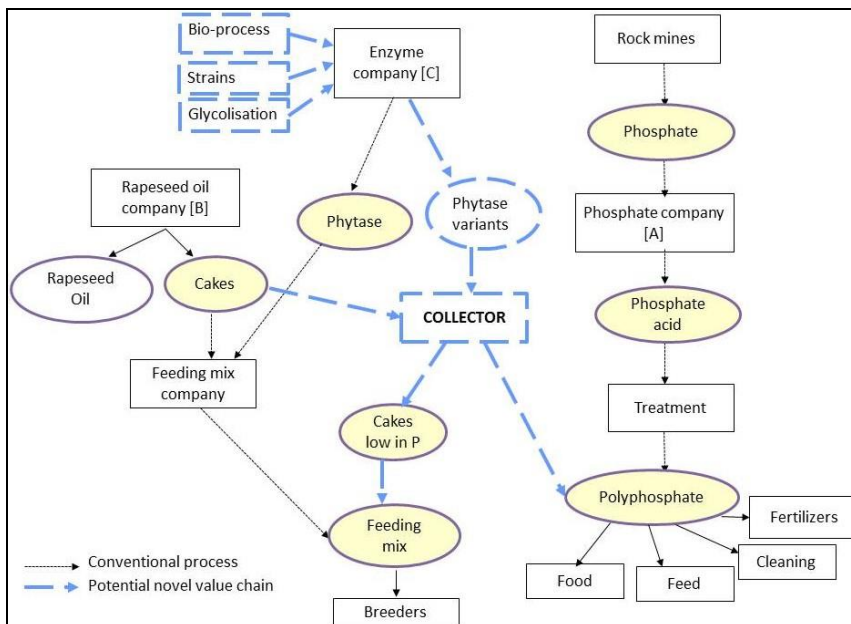 Bio-process
Strains
Glycolisation
Enzyme
company [C]
Rock mines
Phosphate
Rapeseed oil
company [B]
Phytase
Phytase
variants
Phosphate company
[A]
Rapeseed
Oil
Cakes
COLLECTOR
Phosphate
acid
Feeding mix
company
Cakes
low in P
Treatment
Polyphosphate
Feeding
mix
Fertilizers
Cleaning
Food
Feed
Breeders
Conventional process
Potential novel value chain